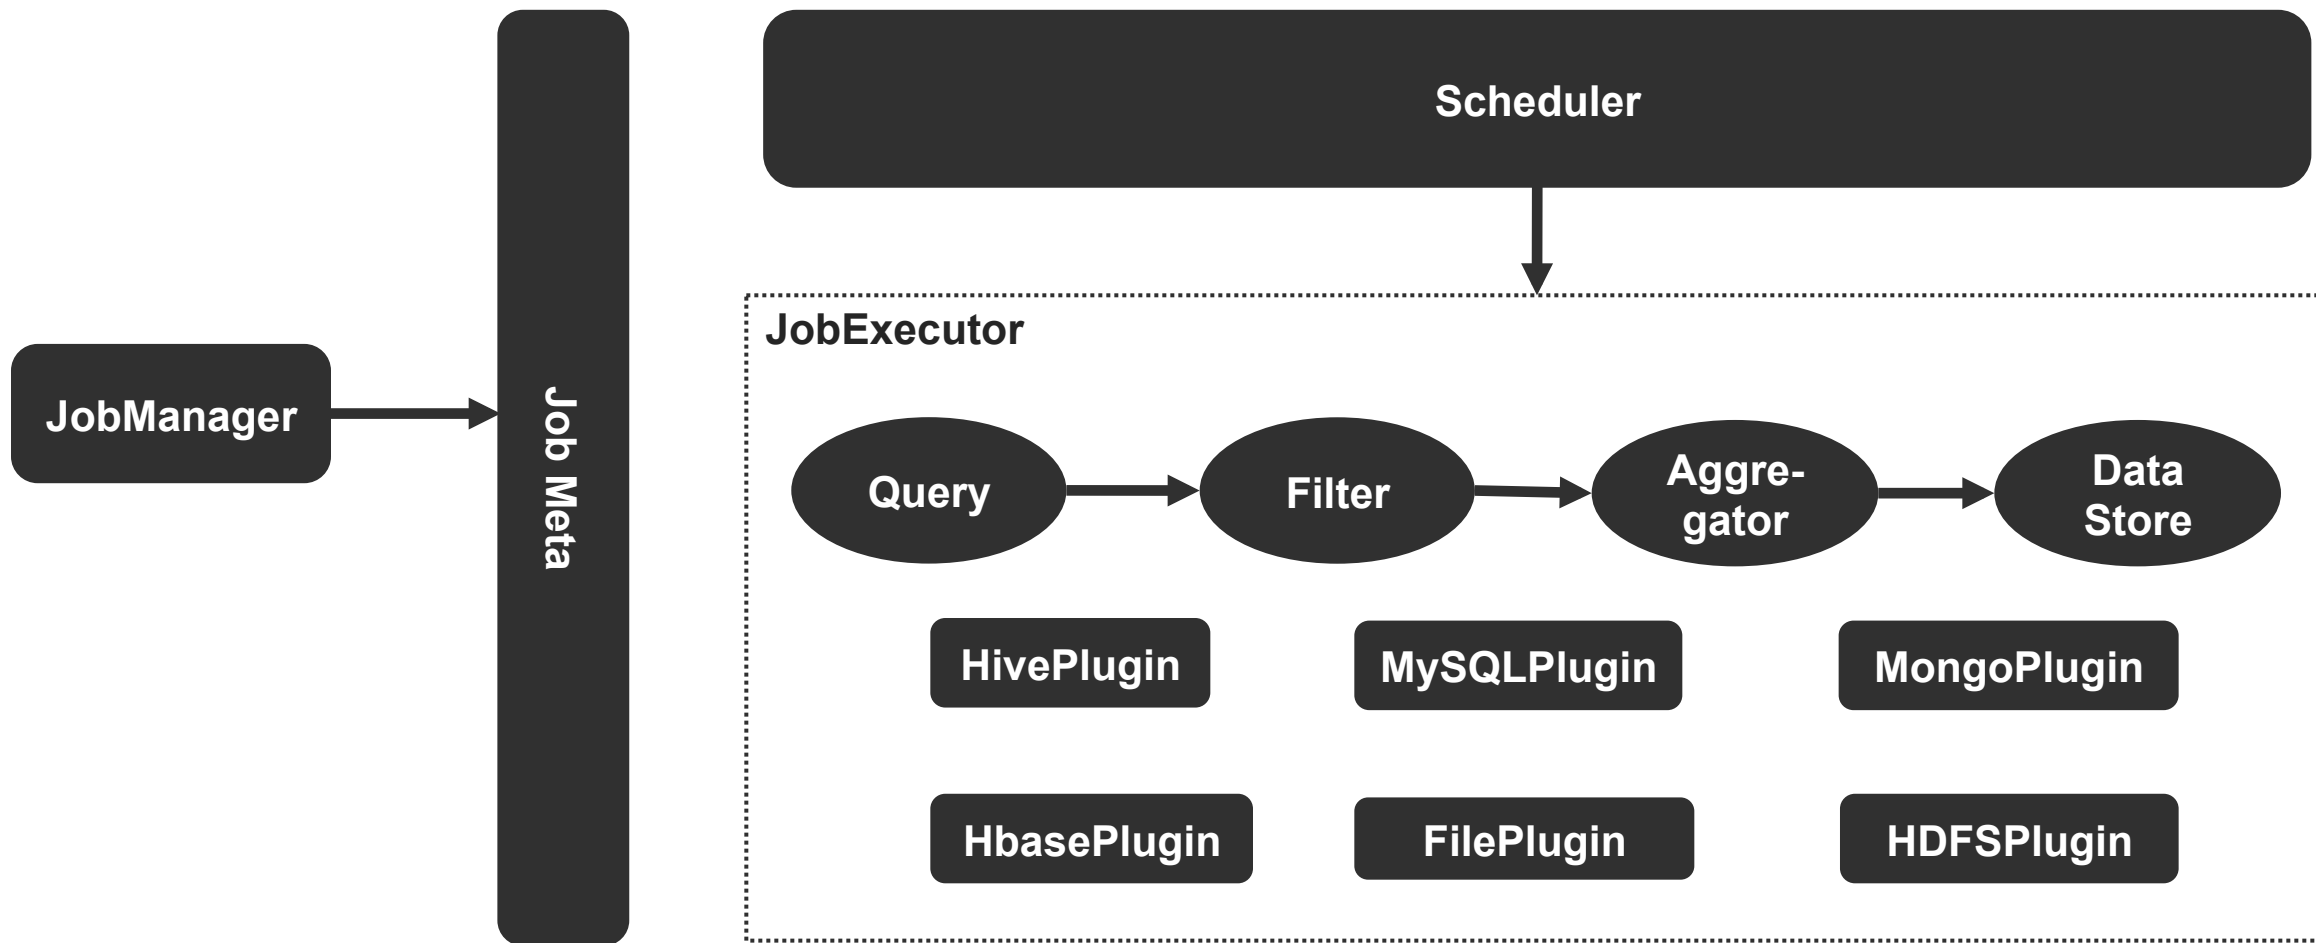 Scheduler
JobExecutor
JobManager
Job Meta
Query
Filter
Aggre-
gator
Data
Store
HivePlugin
MySQLPlugin
MongoPlugin
HbasePlugin
FilePlugin
HDFSPlugin